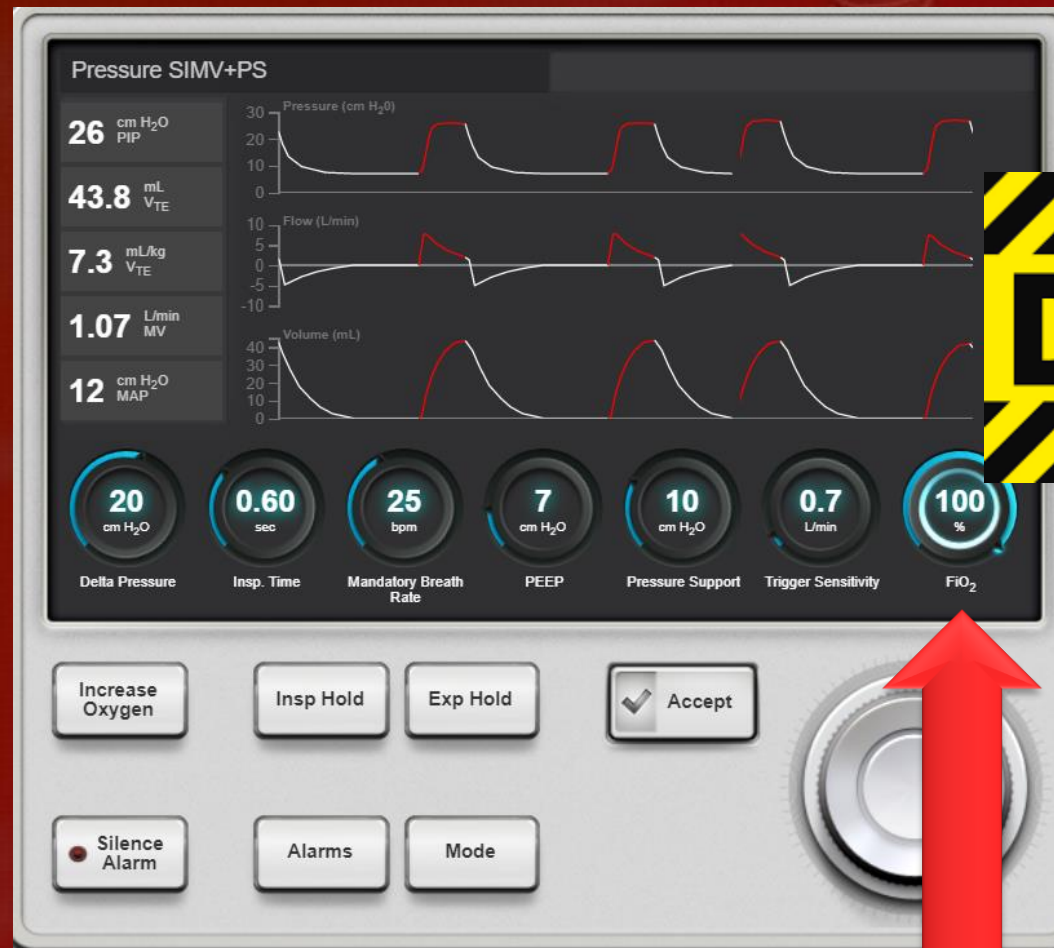 Pressure SIMV+PS
26 cm H₂O
PIP
43.8 mL
V_TE
7.3 mL/kg
V_TE
1.07 L/min
MV
12 cm H₂O
MAP
Pressure (cm H₂0)
30
20
10
0
Flow (L/min)
10
5
0
-5
-10
Volume (mL)
40
30
20
10
0
20
cm H₂O
Delta Pressure
0.60
sec
Insp. Time
25
bpm
Mandatory Breath
Rate
7
cm H₂O
PEEP
10
cm H₂O
Pressure Support
0.7
L/min
Trigger Sensitivity
100
%
FiO₂
Increase
Oxygen
Insp Hold
Exp Hold
Accept
Silence
Alarm
Alarms
Mode